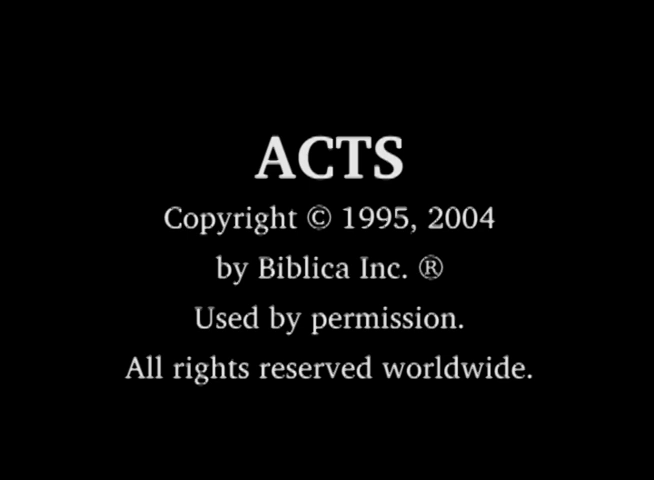 ACTS
Copyright © 1995, 2004
by Biblica Inc. ®
Used by permission.
All rights reserved worldwide.